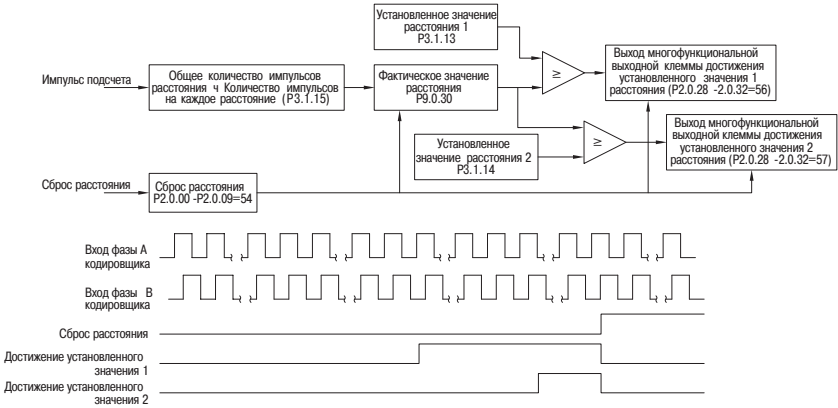 Установленное значение
расстояния 1
P3.1.13
Импульс подсчета
Общее количество импульсов
расстояния ч Количество импульсов
на каждое расстояние (P3.1.15)
Фактическое значение
расстояния
P9.0.30
≥
Выход многофункциональной
выходной клеммы достижения
установленного значения 1
расстояния (P2.0.28 -2.0.32=56)
Установленное
значение расстояния 2
P3.1.14
≥
Выход многофункциональной
выходной клеммы достижения
установленного значения 2
расстояния (P2.0.28 -2.0.32=57)
Сброс расстояния
Сброс расстояния
P2.0.00 -P2.0.09=54
Вход фазы А
кодировщика
Вход фазы В
кодировщика
Сброс расстояния
Достижение установленного
значения 1
Достижение установленного
значения 2